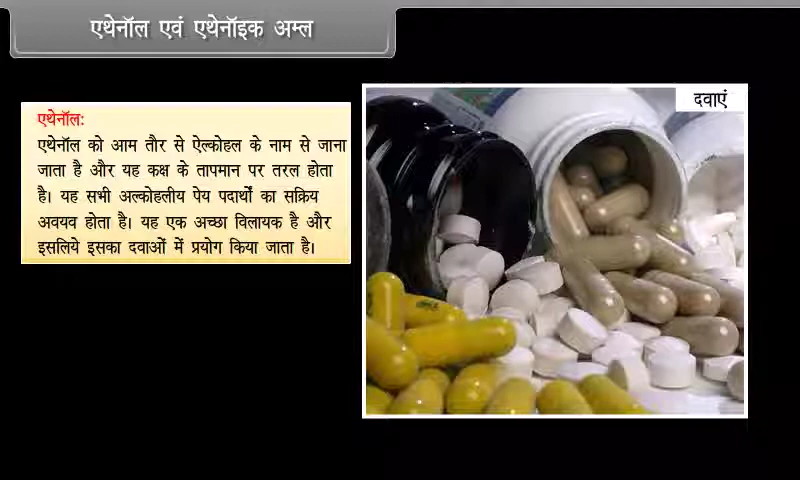 एथेनॉल एवं एथेनॉइक अम्ल
दवाएं
एथेनॉल:
एथेनॉल को आम तौर से ऐल्कोहल के नाम से जाना
जाता है और यह कक्ष के तापमान पर तरल होता
है। यह सभी अल्कोहलीय पेय पदार्थों का सक्रिय
अवयव होता है। यह एक अच्छा विलायक है और
इसलिये इसका दवाओं में प्रयोग किया जाता है।